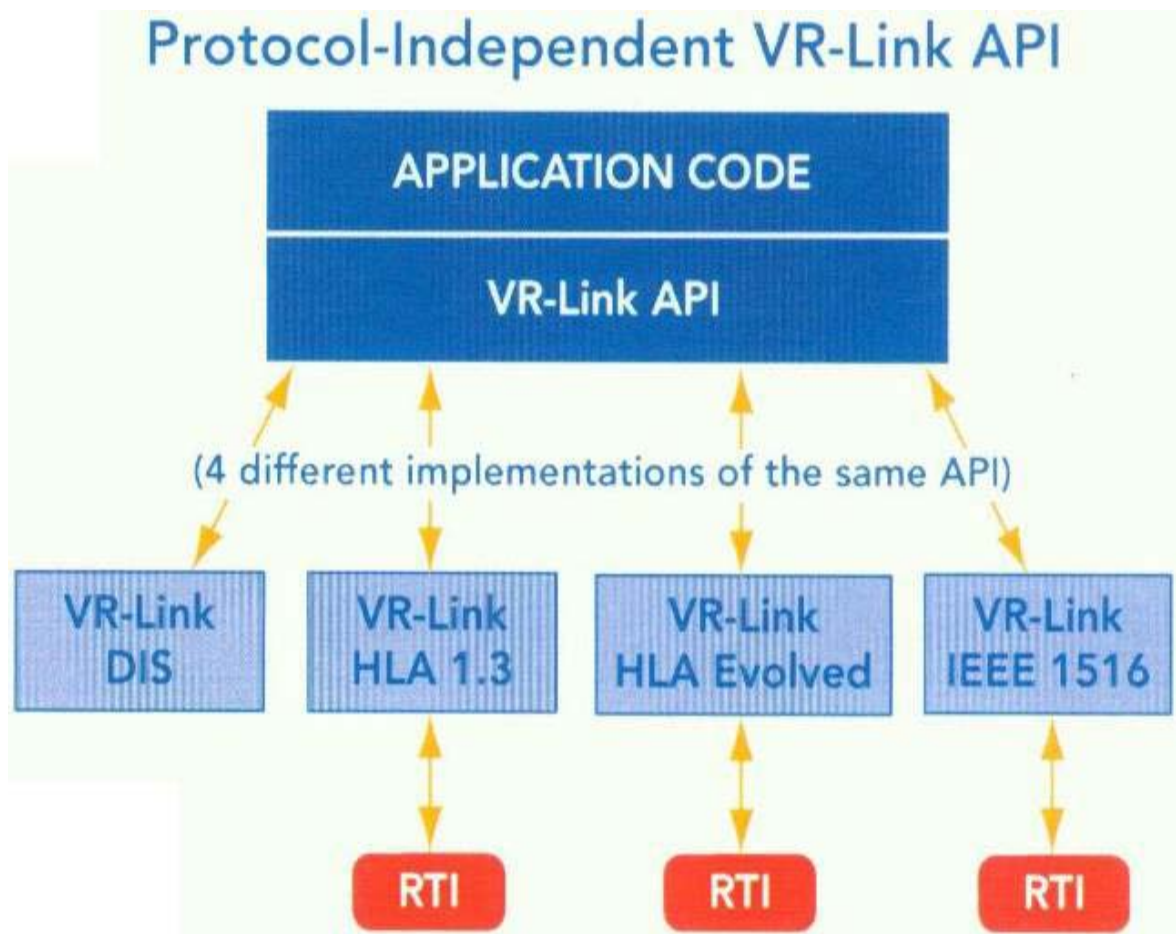 Protocol-Independent VR-Link API
APPLICATION CODE
VR-Link API
(4 different implementations of the same API)
VR-Link
DIS
VR-Link
HLA 1.3
VR-Link
HLA Evolved
VR-Link
IEEE 1516
RTI
RTI
RTI